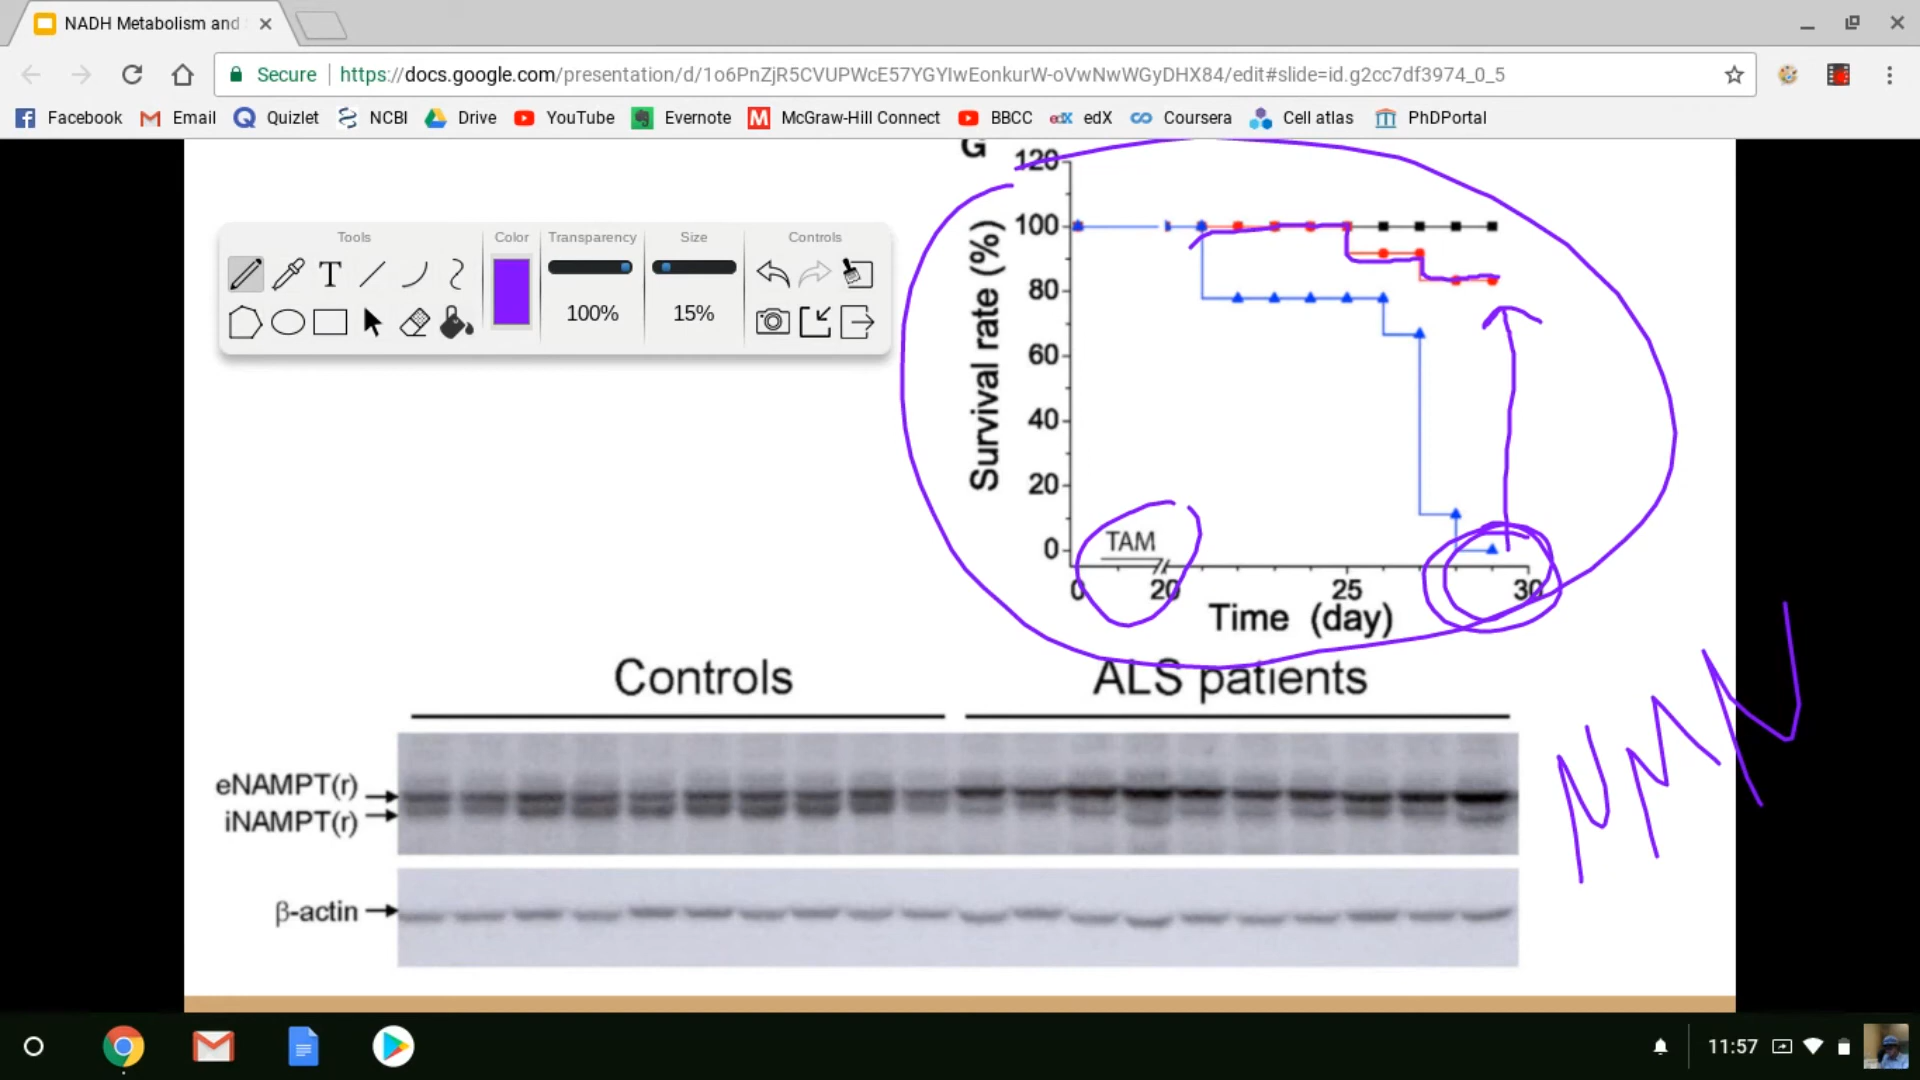 NADH Metabolism and
Secure
https://docs.google.com/presentation/d/1o6PnZjR5CVUPWcE57YGYIwEonkurW-oVwNwWGyDHX84/edit#slide=id.g2cc7df3974_0_5
Facebook Email Quizlet NCBI Drive YouTube Evernote McGraw-Hill Connect BBCC edX Coursera Cell atlas PhDPortal
Tools Color Transparency Size Controls
100% 15%
G
120
100
80
60
40
20
0
Survival rate (%)
TAM
0 20 25 30
Time (day)
Controls ALS patients
eNAMPT(r)
iNAMPT(r)
β-actin
NMN
11:57